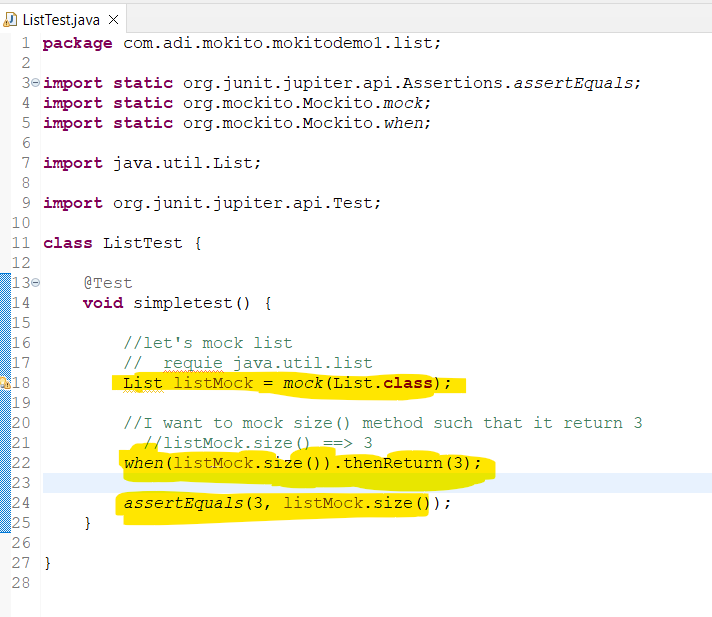 ListTest.java
1 package com.adi.mokito.mokitodemo1.list;
2
3 import static org.junit.jupiter.api.Assertions.assertEquals;
4 import static org.mockito.Mockito.mock;
5 import static org.mockito.Mockito.when;
6
7 import java.util.List;
8
9 import org.junit.jupiter.api.Test;
10
11 class ListTest {
12
13 @Test
14 void simpletest() {
15
16 //let's mock list
17 // requie java.util.list
18 List listMock = mock(List.class);
19
20 //I want to mock size() method such that it return 3
21 //listMock.size() ==> 3
22 when(listMock.size()).thenReturn(3);
23
24 assertEquals(3, listMock.size());
25 }
26
27 }
28